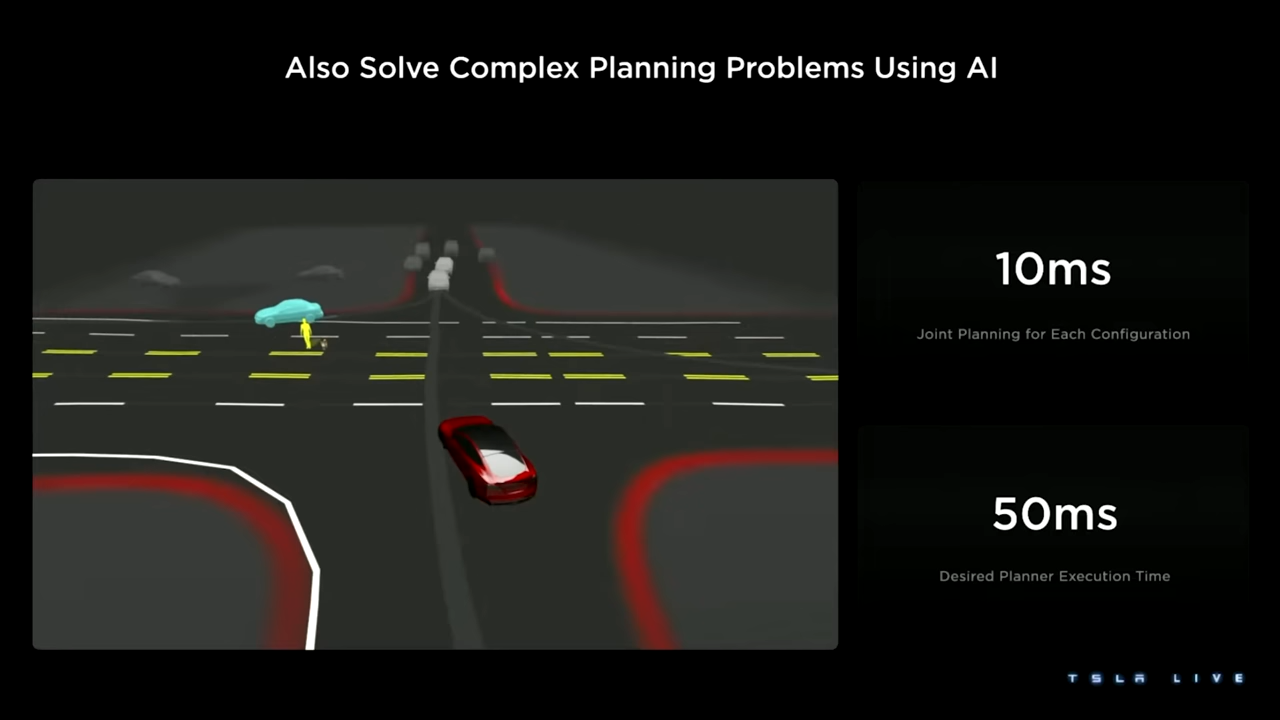 Also Solve Complex Planning Problems Using AI
10ms
Joint Planning for Each Configuration
50ms
Desired Planner Execution Time
TSLA LIVE